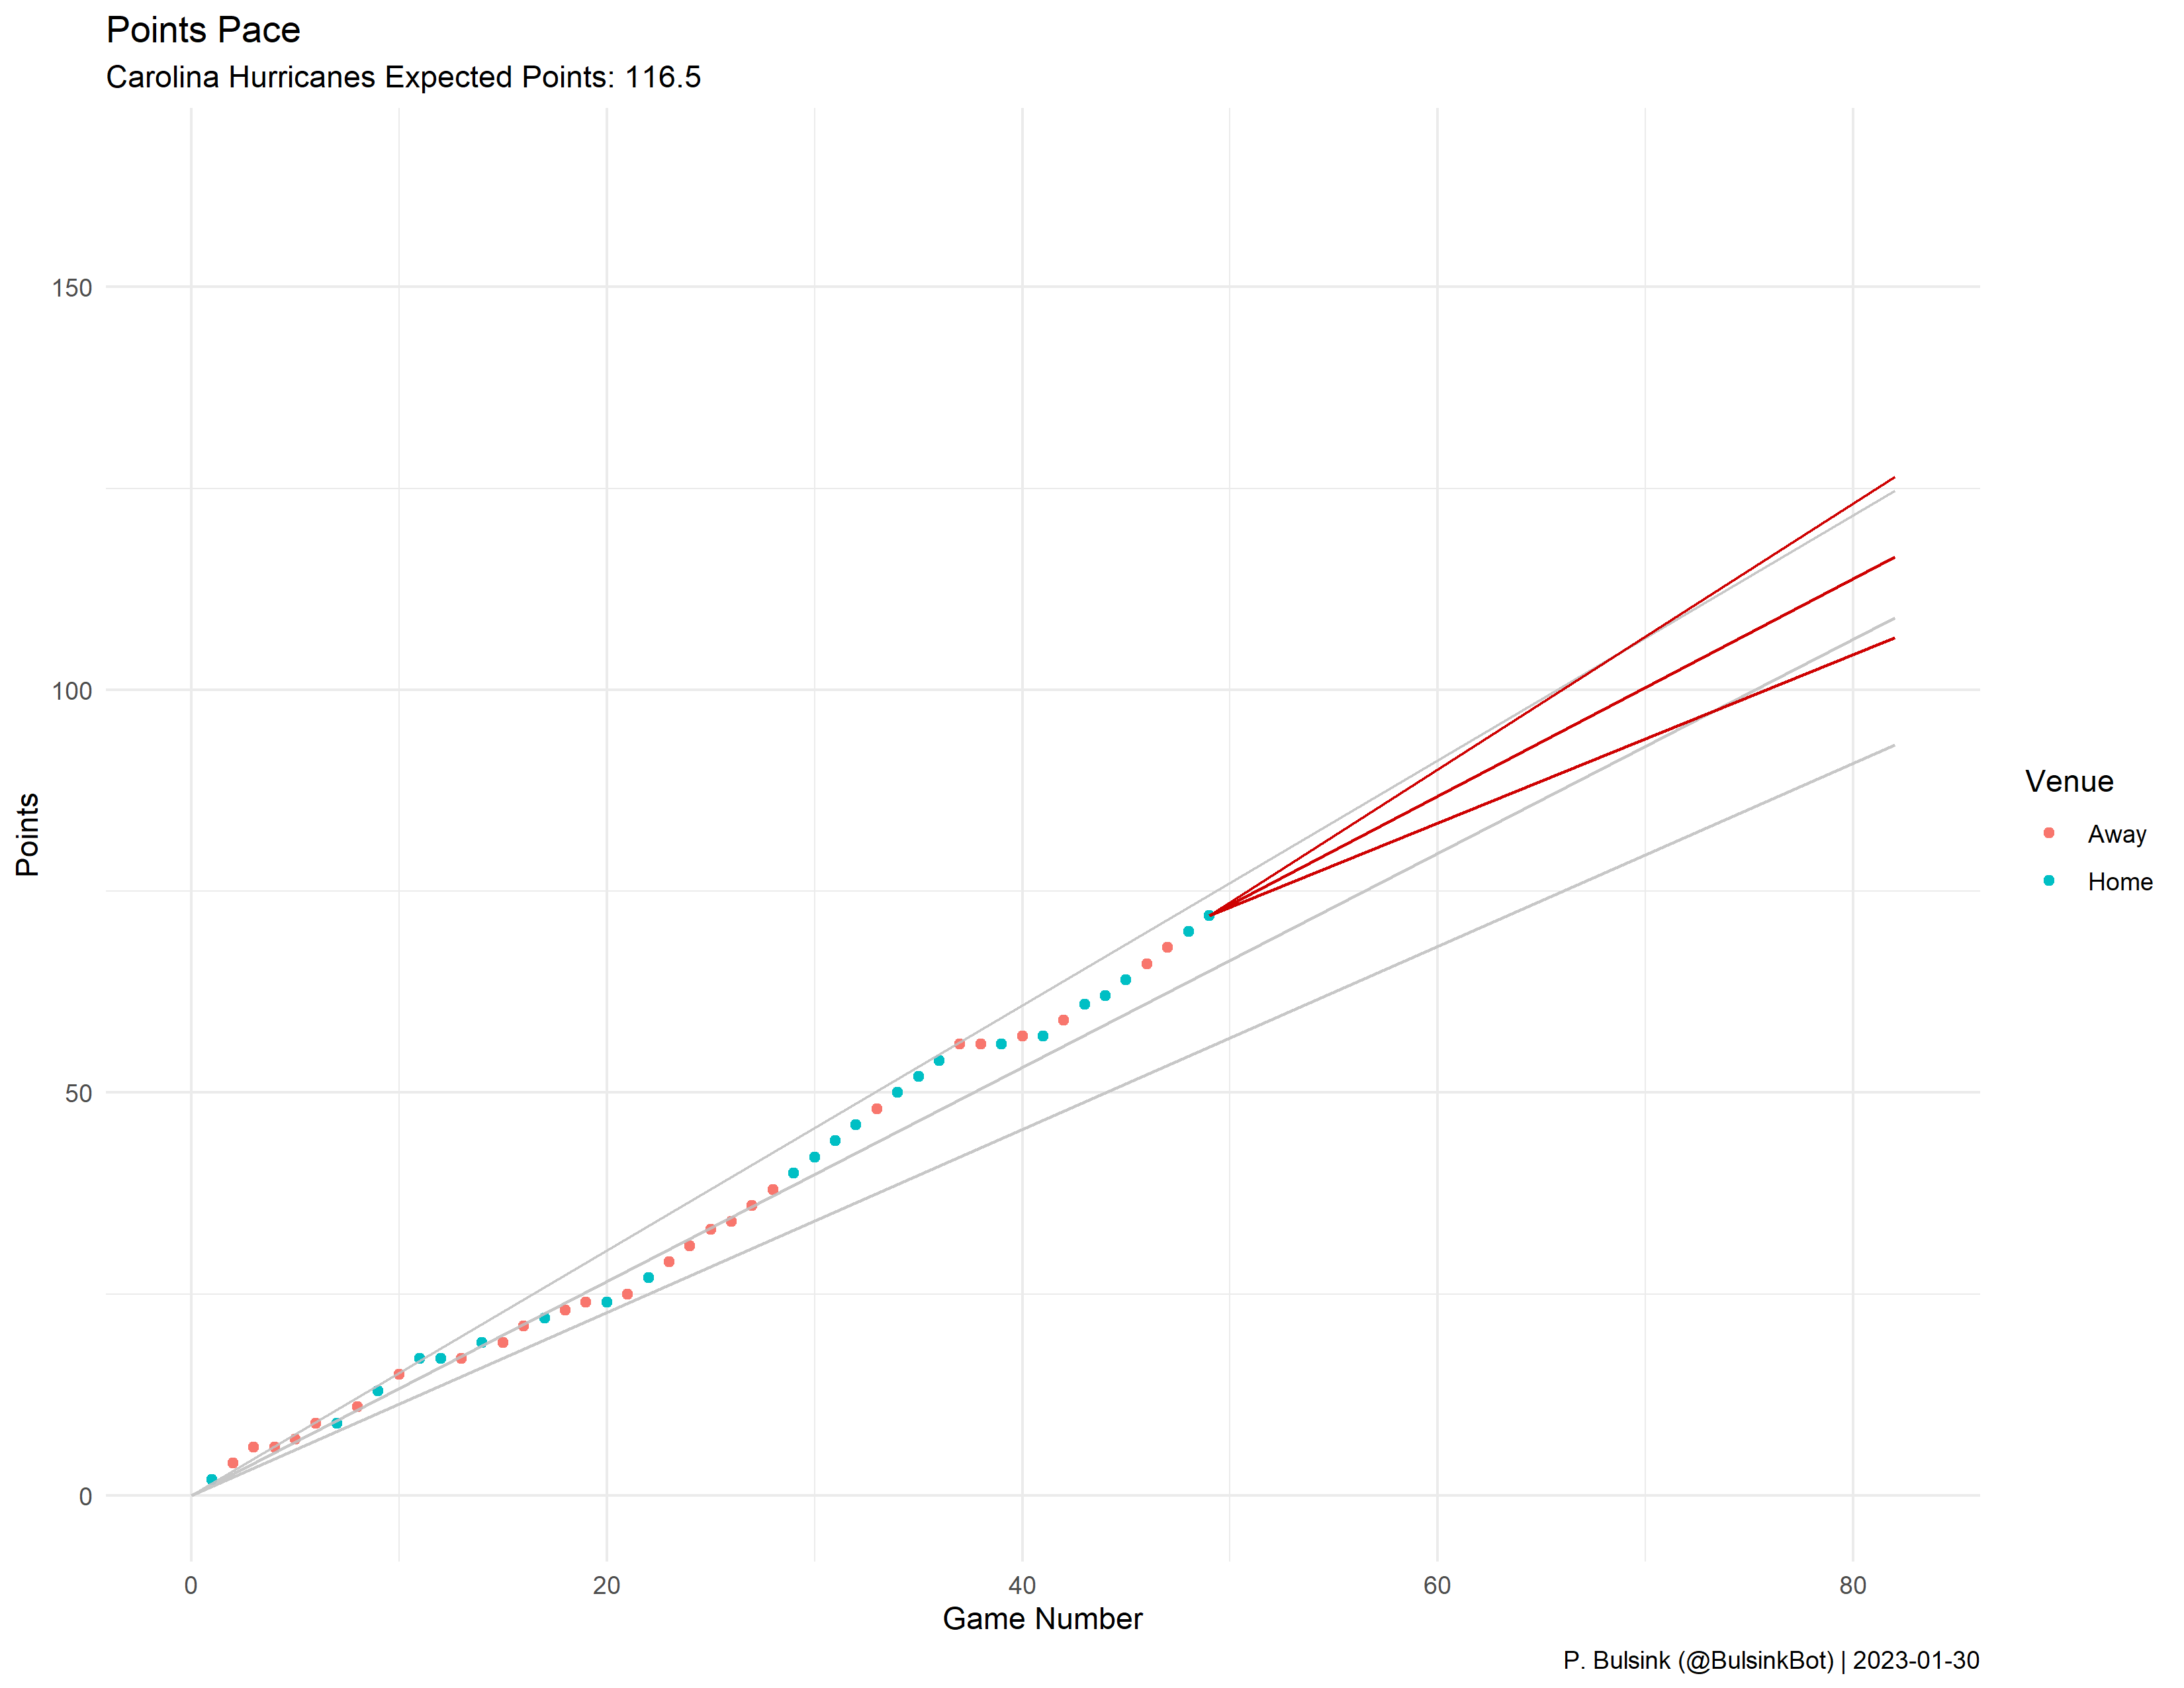 Points Pace
Carolina Hurricanes Expected Points: 116.5
150
100
50
0
Points
0 20 40 60 80
Game Number
Venue
Away
Home
P. Bulsink (@BulsinkBot) | 2023-01-30